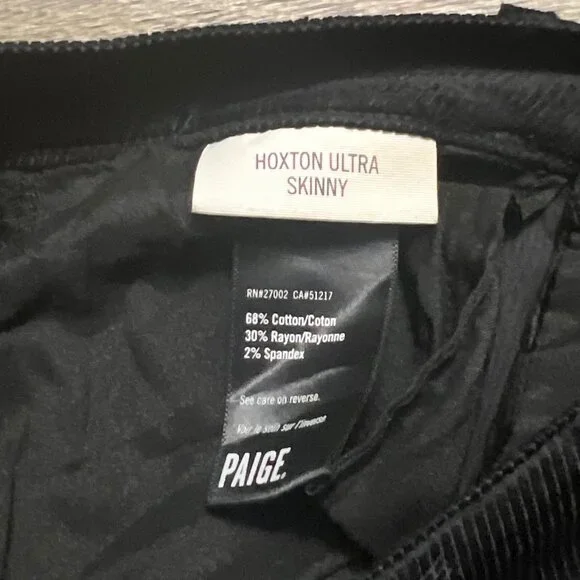 HOXTON ULTRA
SKINNY
RN#27002 CA#51217
68% Cotton/Coton
30% Rayon/Rayonne
2% Spandex
See care on reverse.
Voir le soin sur l'inverse
PAIGE.